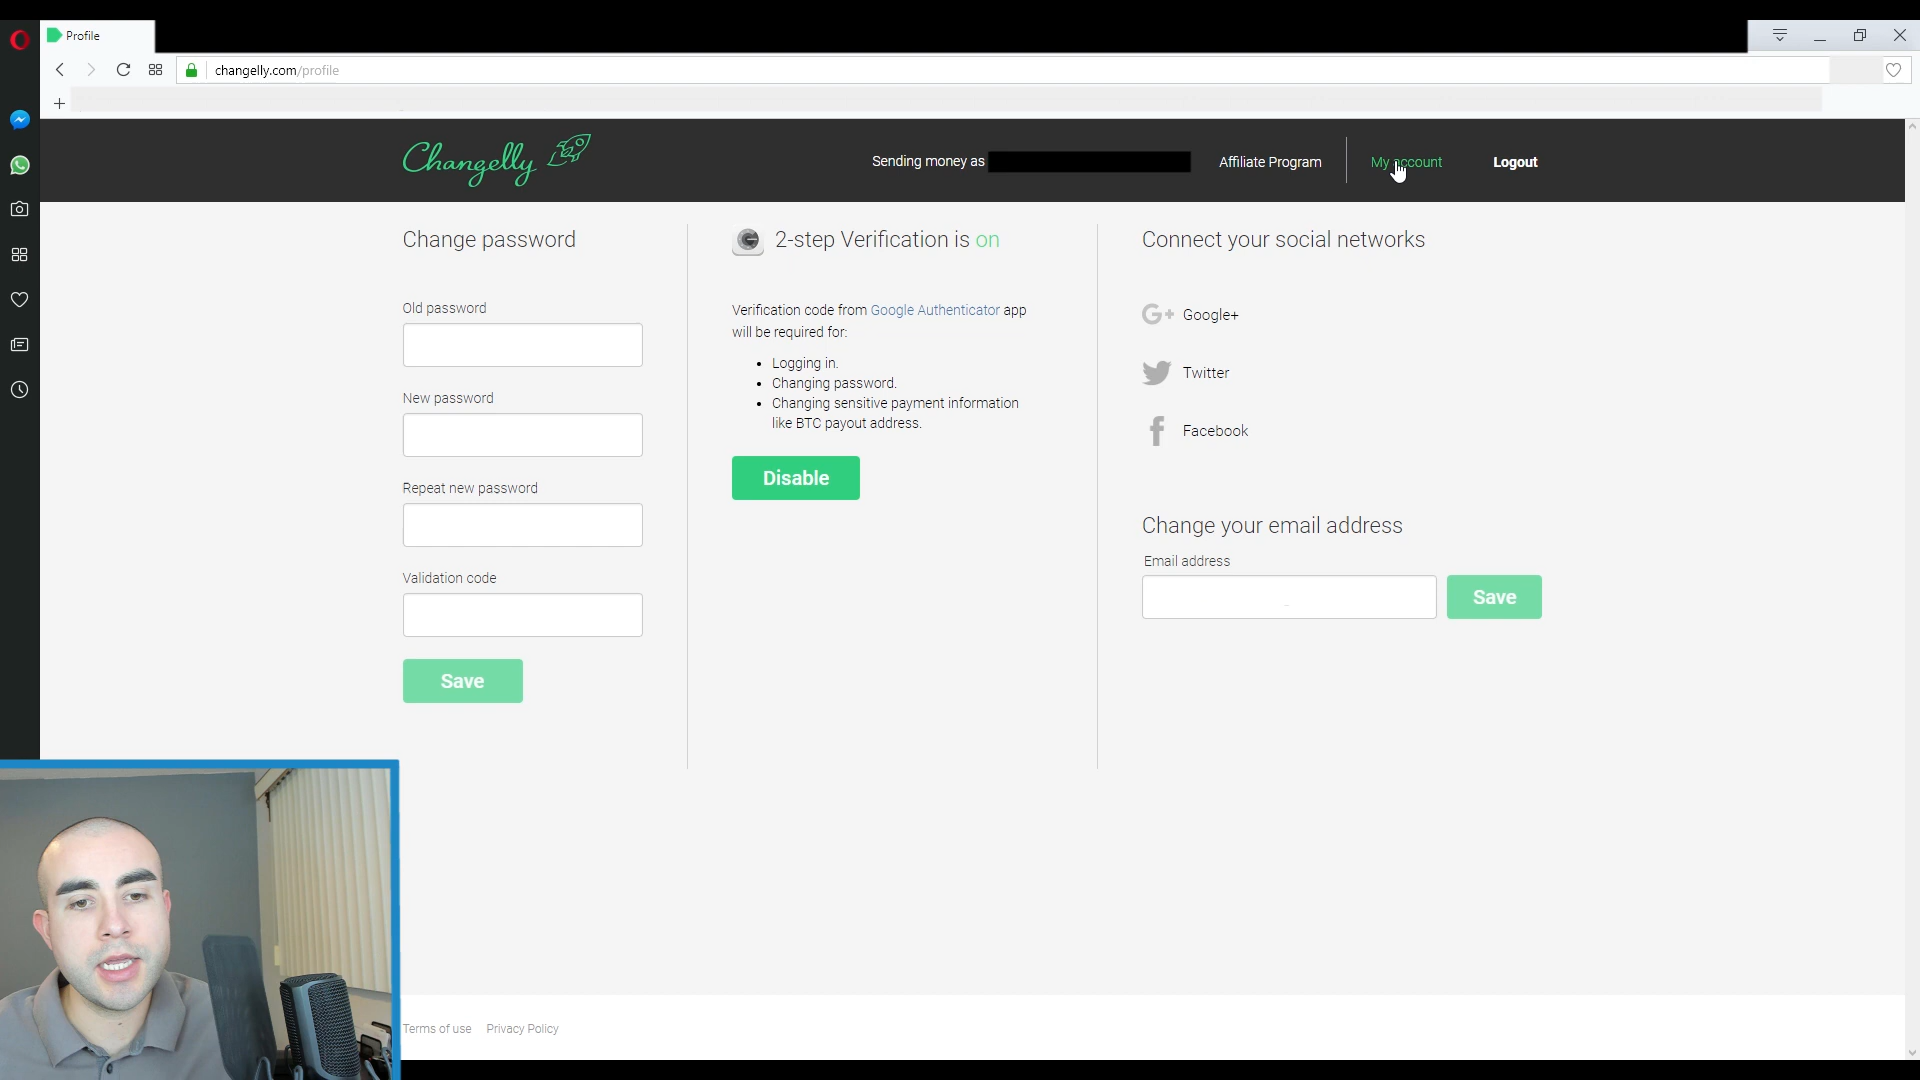 Profile
changelly.com/profile
Changelly
Sending money as
Affiliate Program
My account
Logout
Change password
Old password
New password
Repeat new password
Validation code
Save
2-step Verification is on
Verification code from Google Authenticator app
will be required for:
• Logging in.
• Changing password.
• Changing sensitive payment information
like BTC payout address.
Disable
Connect your social networks
G+ Google+
Twitter
Facebook
Change your email address
Email address
Save
Terms of use Privacy Policy